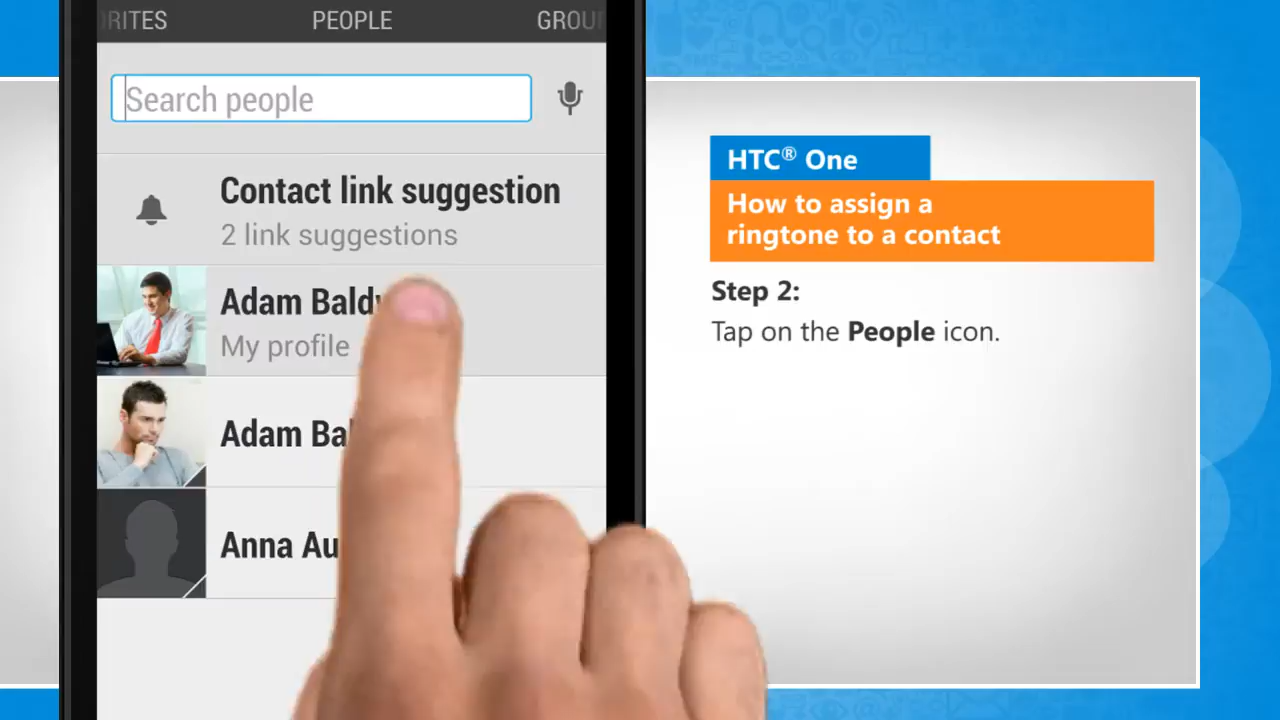 RITES PEOPLE GROU
Search people
Contact link suggestion
2 link suggestions
Adam Bald
My profile
Adam Ba
Anna Au
HTC® One
How to assign a
ringtone to a contact
Step 2:
Tap on the People icon.